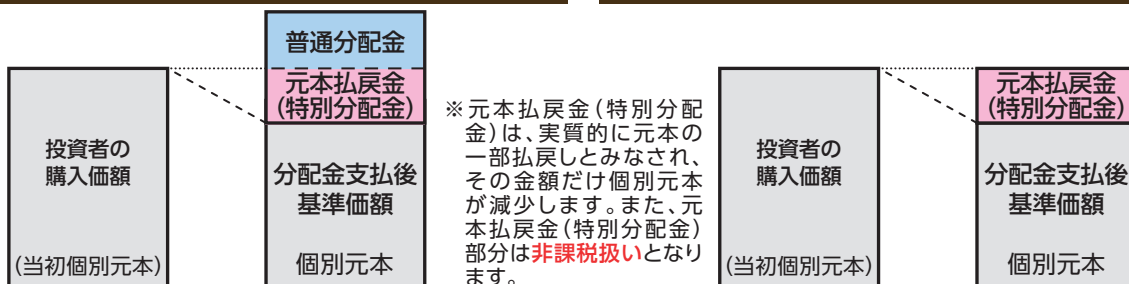 普通分配金
元本払戻金
(特別分配金)
投資者の
購入価額
分配金支払後
基準価額
(当初個別元本)
個別元本
※元本払戻金(特別分配
金)は、実質的に元本の
一部払戻しとみなされ、
その金額だけ個別元本
が減少します。また、元
本払戻金(特別分配金)
部分は非課税扱いとなり
ます。
元本払戻金
(特別分配金)
投資者の
購入価額
分配金支払後
基準価額
(当初個別元本)
個別元本